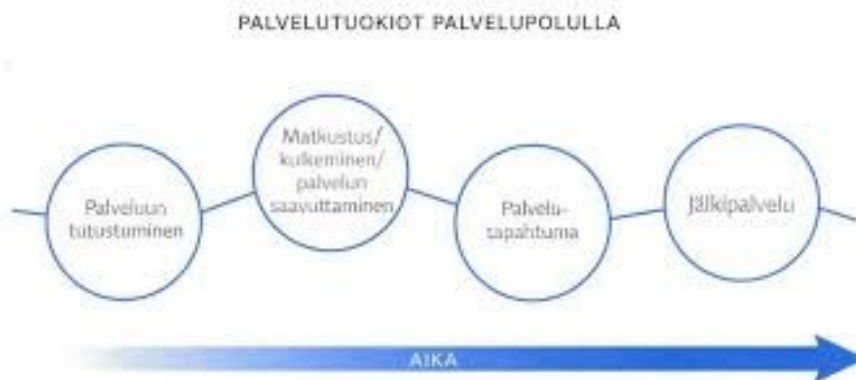 PALVELUTUOKIOT PALVELUPOLULLA
Palveluun
tutustuminen
Matkustus/
kulkeminen/
palvelun
saavuttaminen
Palvelu-
tapahtuma
Jälkipalvelu
AIKA